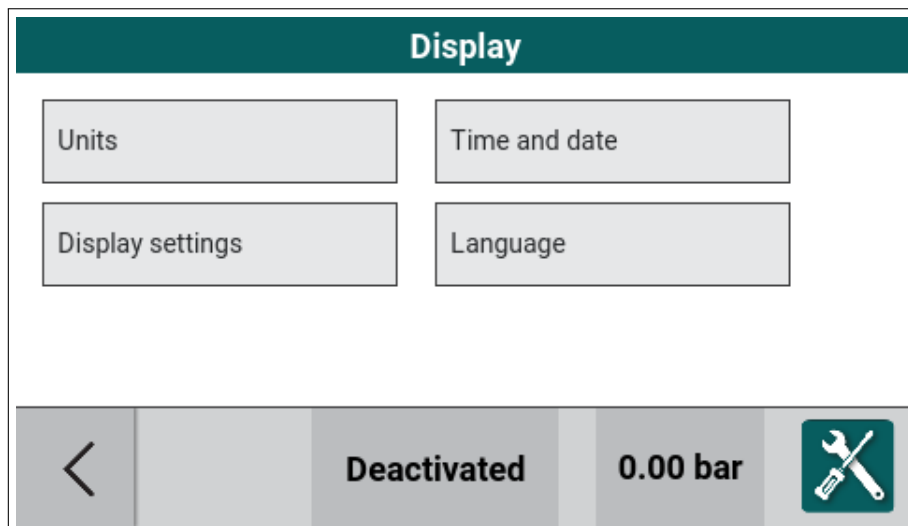 Display
Units
Time and date
Display settings
Language
Deactivated
0.00 bar